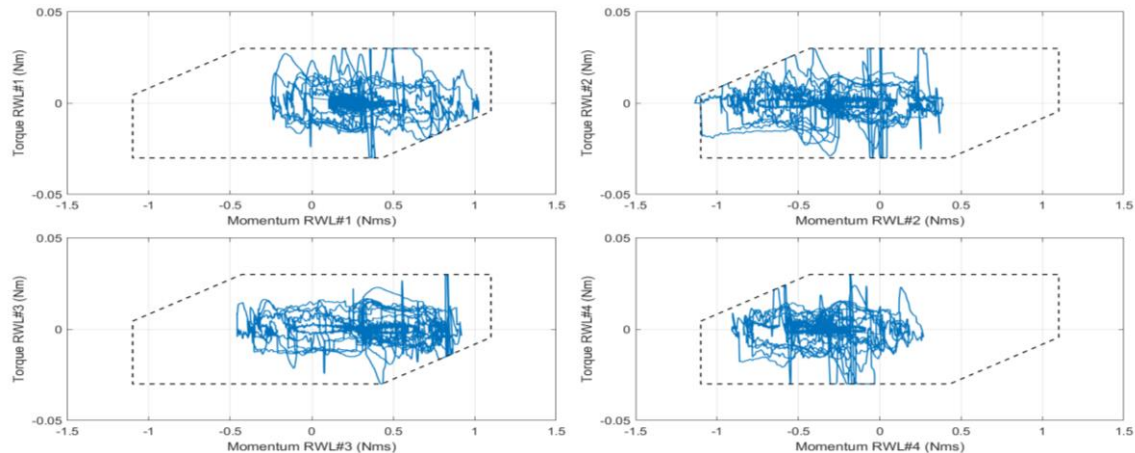 0.05
Torque RWL#1 (Nm)
0
-0.05
-1.5 -1 -0.5 0 0.5 1 1.5
Momentum RWL#1 (Nms)
0.05
Torque RWL#2 (Nm)
0
-0.05
-1.5 -1 -0.5 0 0.5 1 1.5
Momentum RWL#2 (Nms)
0.05
Torque RWL#3 (Nm)
0
-0.05
-1.5 -1 -0.5 0 0.5 1 1.5
Momentum RWL#3 (Nms)
0.05
Torque RWL#4 (Nm)
0
-0.05
-1.5 -1 -0.5 0 0.5 1 1.5
Momentum RWL#4 (Nms)